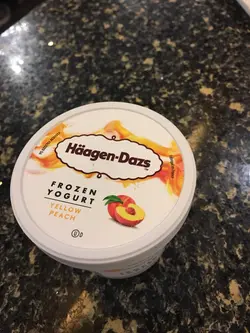 Häagen-Dazs
FROZEN
YOGURT
YELLOW
PEACH